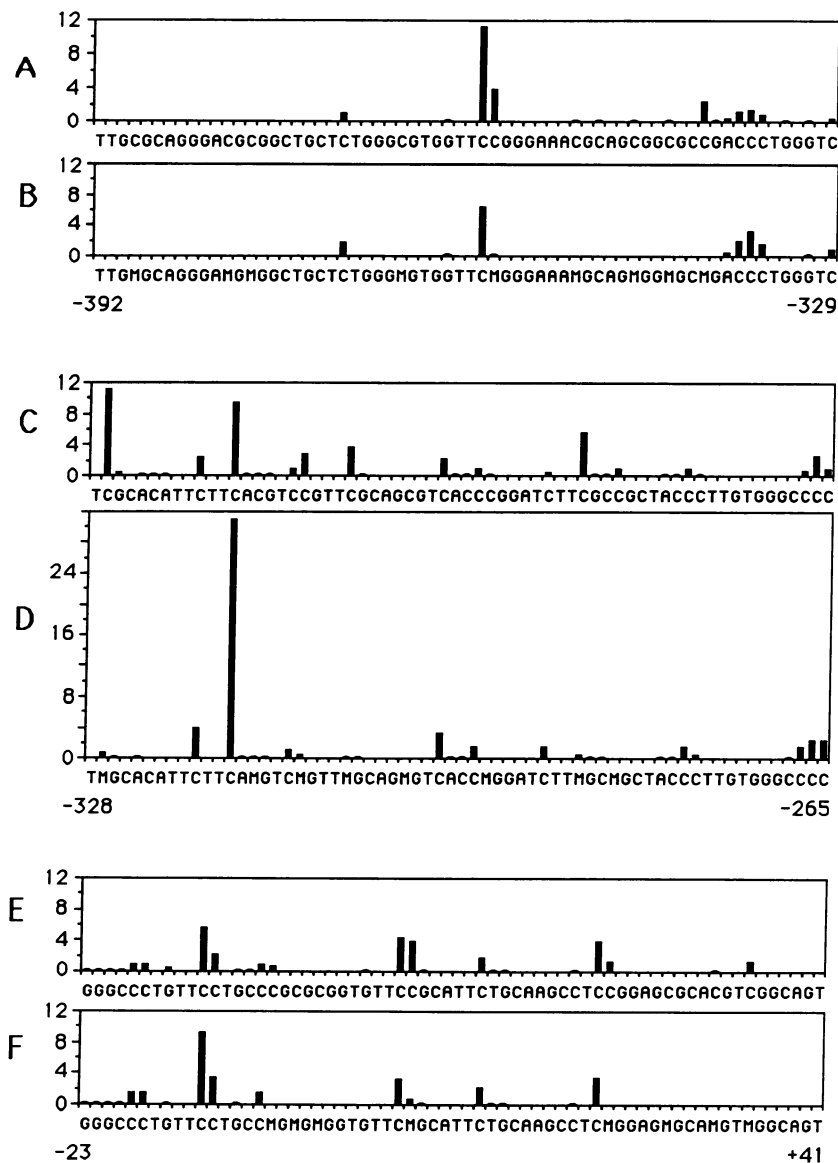 A
12
8
4
0
TTGCGCAGGGACGCGGCTGCTCTGGGCGTGGTTCCGGGAAACGCAGCGGCGCCGACCCTGGGTC
B
12
8
4
0
TTGMGCAGGGAMGMGGCTGCTCTGGGMGTGGTTCMGGGAAAMGCAGMGGMGCMGACCCTGGGTC
-392 -329
C
12
8
4
0
TCGCACATTCTTCACGTCCGTTCGCAGCGTCACCCGGATCTTCGCCGCTACCCTTGTGGGCCCC
D
24
16
8
0
TMGCACATTCTTCAMGTCMGTTMGCAGMGTCACCMGGATCTTMGCMGCTACCCTTGTGGGCCCC
-328 -265
E
12
8
4
0
GGGCCCTGTTCCTGCCCGCGCGGTGTTCCGCATTCTGCAAGCCTCCGGAGCGCACGTCGGCAGT
F
12
8
4
0
GGGCCCTGTTCCTGCCMGMGMGGTGTTCMGCATTCTGCAAGCCTCMGGAGMGCAMGTMGGCAGT
-23 +41